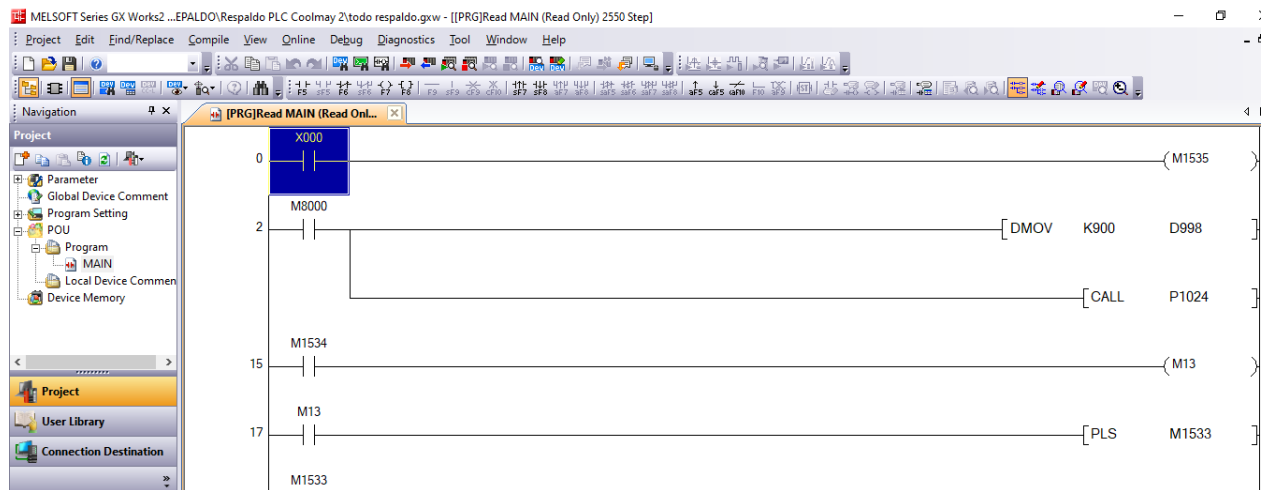 MELSOFT Series GX Works2 ...EPALDO\Respaldo PLC Coolmay 2\todo respaldo.gxw - [[PRG]Read MAIN (Read Only) 2550 Step]
Project Edit Find/Replace Compile View Online Debug Diagnostics Tool Window Help
Navigation
[PRG]Read MAIN (Read Onl...
Project
Parameter
Global Device Comment
Program Setting
POU
Program
MAIN
Local Device Commen
Device Memory
Project
User Library
Connection Destination
X000
0 M1535
M8000
2 DMOV K900 D998
CALL P1024
M1534
15 M13
M13
17 PLS M1533
M1533